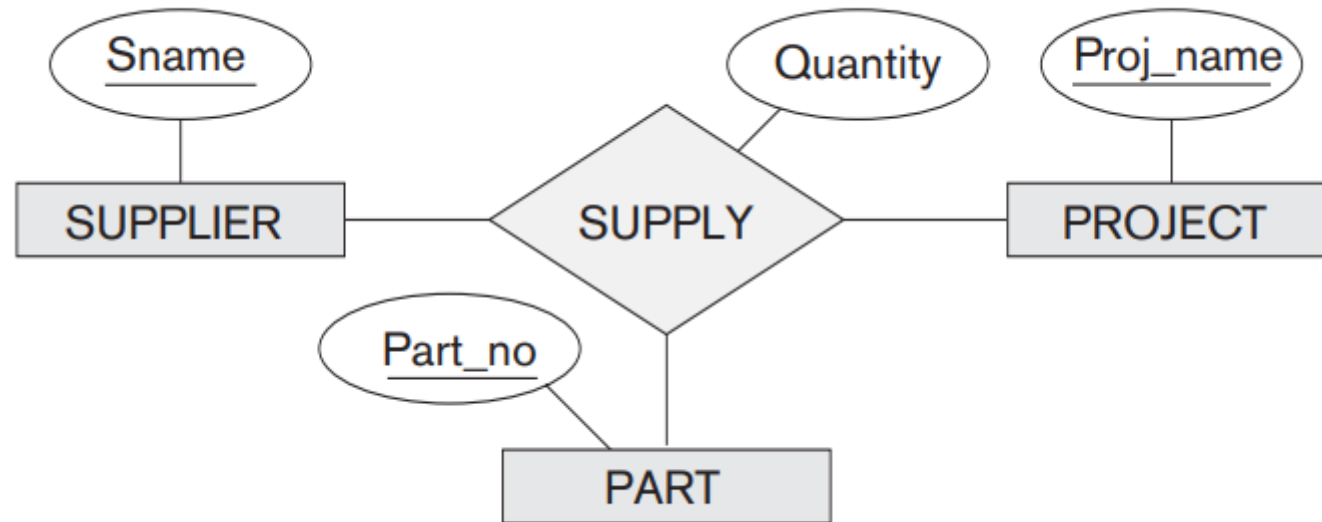 Sname
Quantity
Proj_name
SUPPLIER
SUPPLY
PROJECT
Part_no
PART